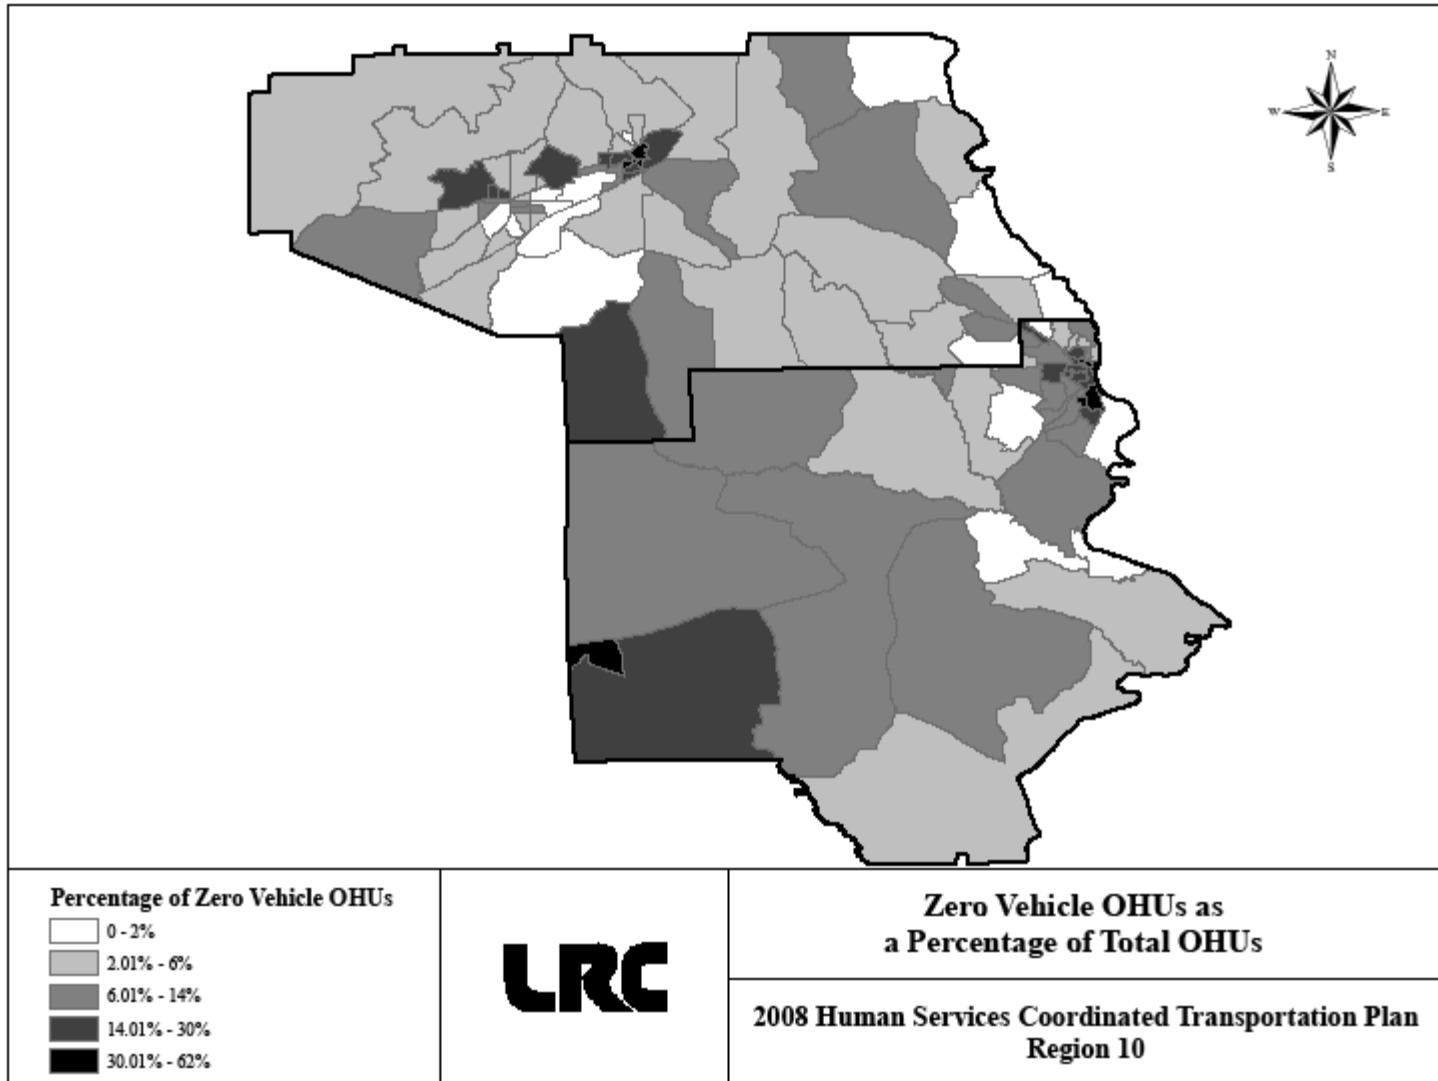 N
W
E
S
Percentage of Zero Vehicle OHUs
0 - 2%
2.01% - 6%
6.01% - 14%
14.01% - 30%
30.01% - 62%
LRC
Zero Vehicle OHUs as
a Percentage of Total OHUs
2008 Human Services Coordinated Transportation Plan
Region 10